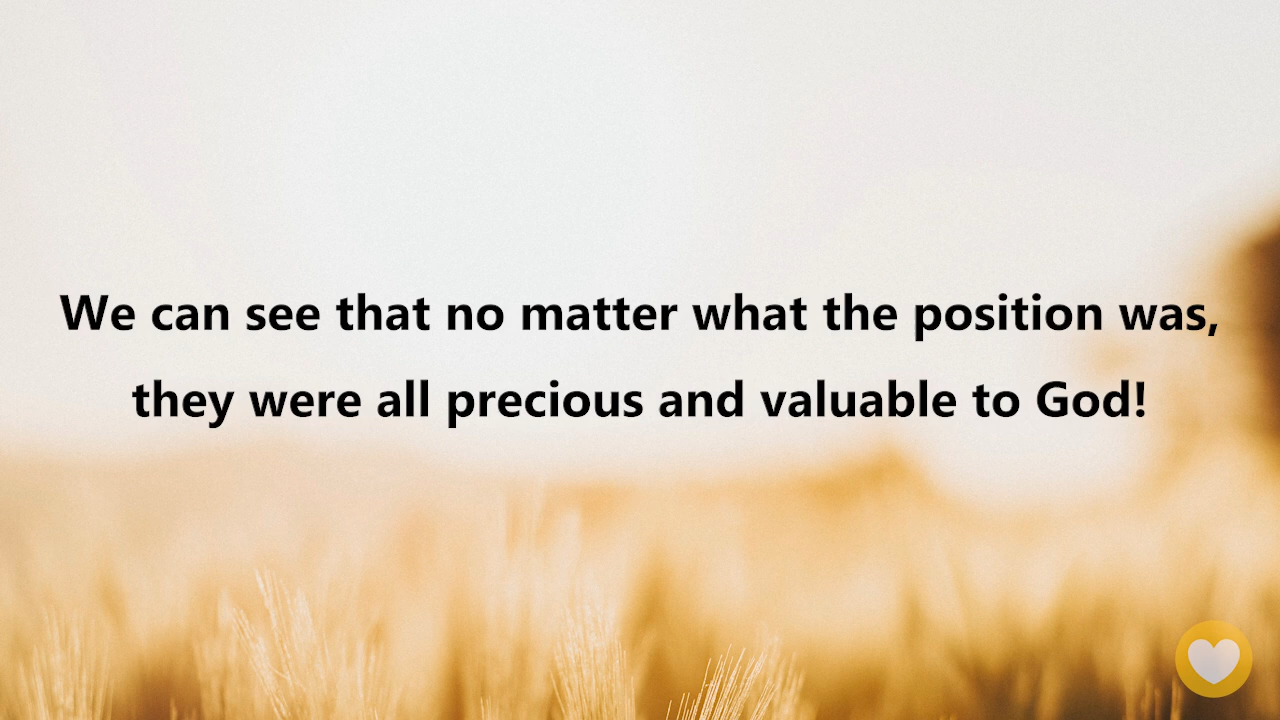 We can see that no matter what the position was,
they were all precious and valuable to God!